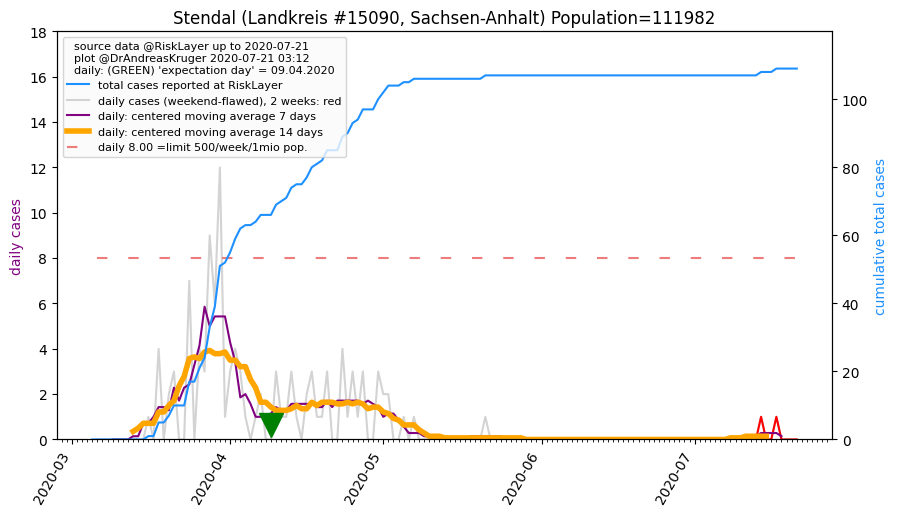 Stendal (Landkreis #15090, Sachsen-Anhalt) Population=111982
source data @RiskLayer up to 2020-07-21
plot @DrAndreasKruger 2020-07-21 03:12
daily: (GREEN) 'expectation day' = 09.04.2020
total cases reported at RiskLayer
daily cases (weekend-flawed), 2 weeks: red
daily: centered moving average 7 days
daily: centered moving average 14 days
daily 8.00 =limit 500/week/1mio pop.
daily cases
18
16
14
12
10
8
6
4
2
0
cumulative total cases
100
80
60
40
20
0
2020-03
2020-04
2020-05
2020-06
2020-07